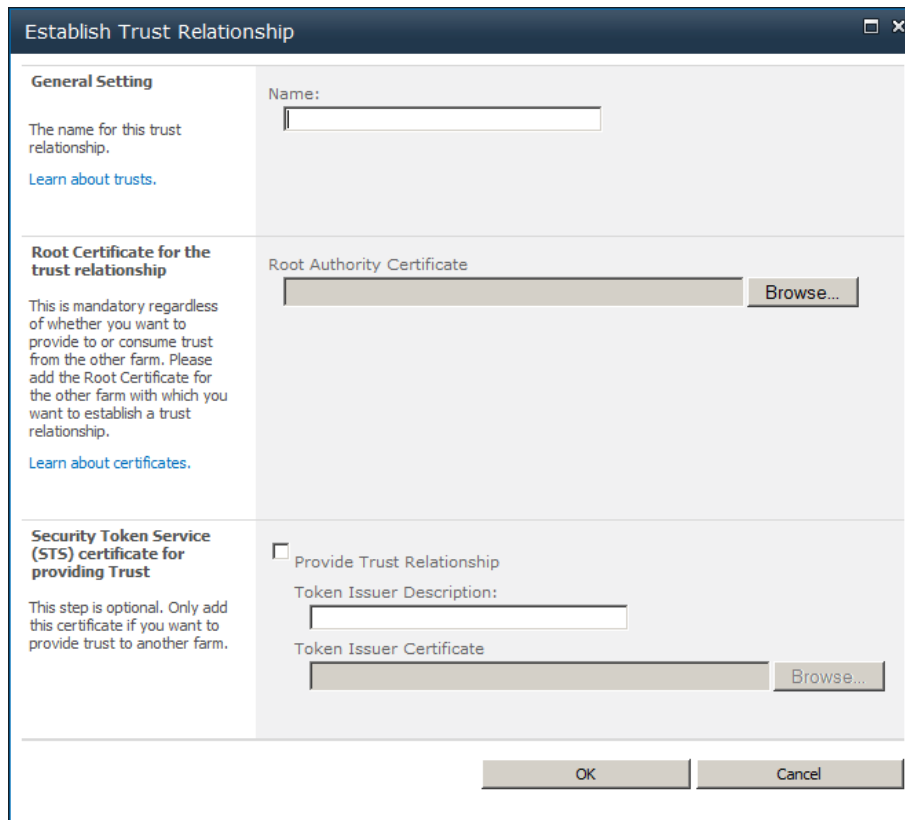 Establish Trust Relationship
General Setting
The name for this trust
relationship.
Learn about trusts.
Name:
Root Certificate for the
trust relationship
This is mandatory regardless
of whether you want to
provide to or consume trust
from the other farm. Please
add the Root Certificate for
the other farm with which you
want to establish a trust
relationship.
Learn about certificates.
Root Authority Certificate
Browse...
Security Token Service
(STS) certificate for
providing Trust
This step is optional. Only add
this certificate if you want to
provide trust to another farm.
Provide Trust Relationship
Token Issuer Description:
Token Issuer Certificate
Browse...
OK
Cancel